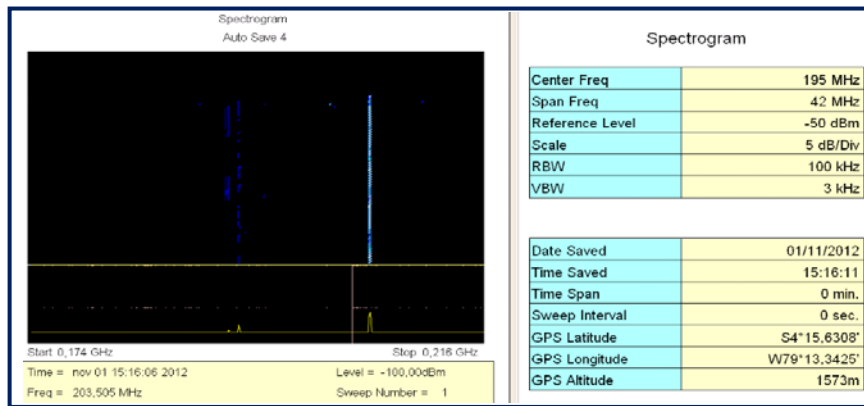 Spectrogram
Auto Save 4
Start 0,174 GHz Stop 0,216 GHz
Time = nov 01 15:16:06 2012 Level = -100,00dBm
Freq = 203,505 MHz Sweep Number = 1
Spectrogram
Center Freq 195 MHz
Span Freq 42 MHz
Reference Level -50 dBm
Scale 5 dB/Div
RBW 100 kHz
VBW 3 kHz
Date Saved 01/11/2012
Time Saved 15:16:11
Time Span 0 min.
Sweep Interval 0 sec.
GPS Latitude S4°15,6308'
GPS Longitude W79°13,3425'
GPS Altitude 1573m